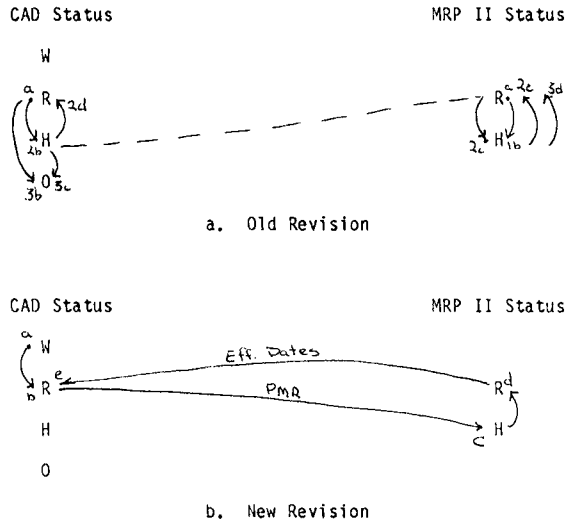 CAD Status MRP II Status
W
a R 2d R a 2e 3d
2b H 2c H 1b
3b O 3c
a. Old Revision
CAD Status MRP II Status
a W
Eff. Dates
b R e R d
PMR
H C H
O
b. New Revision